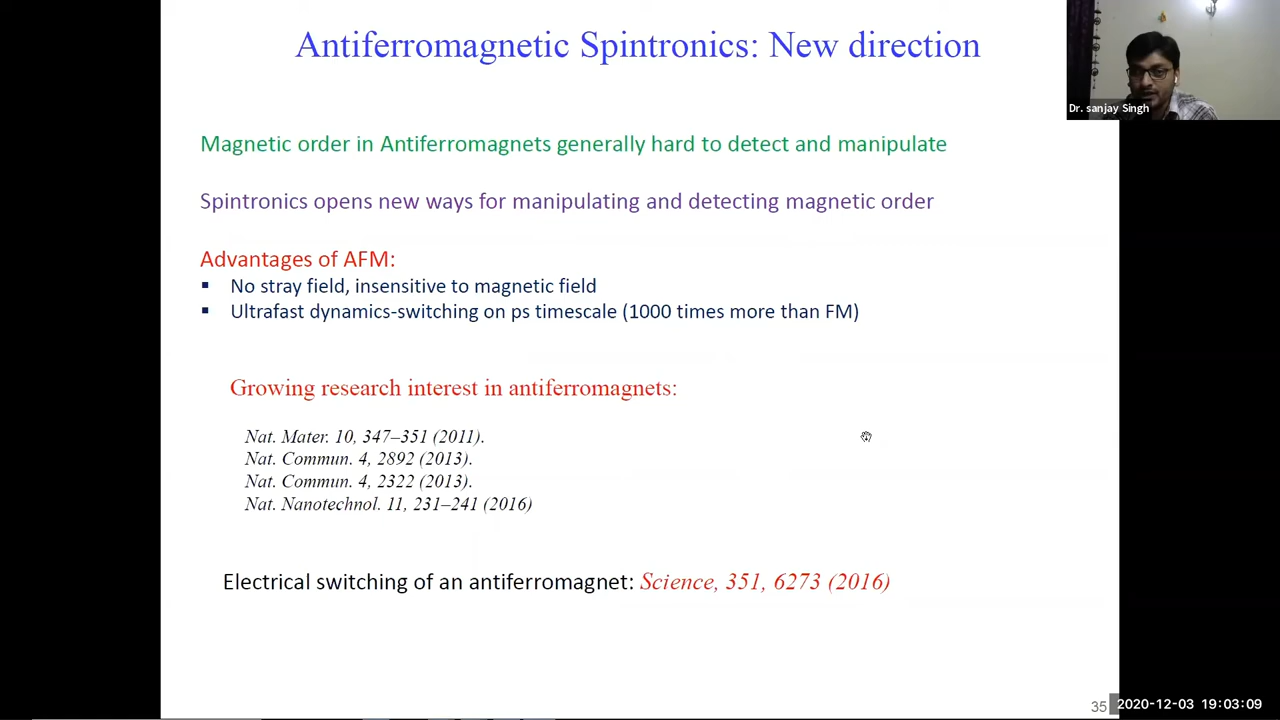 Antiferromagnetic Spintronics: New direction
Dr. sanjay Singh
Magnetic order in Antiferromagnets generally hard to detect and manipulate
Spintronics opens new ways for manipulating and detecting magnetic order
Advantages of AFM:
▪ No stray field, insensitive to magnetic field
▪ Ultrafast dynamics-switching on ps timescale (1000 times more than FM)
Growing research interest in antiferromagnets:
Nat. Mater. 10, 347–351 (2011).
Nat. Commun. 4, 2892 (2013).
Nat. Commun. 4, 2322 (2013).
Nat. Nanotechnol. 11, 231–241 (2016)
Electrical switching of an antiferromagnet: Science, 351, 6273 (2016)
35
2020-12-03 19:03:09